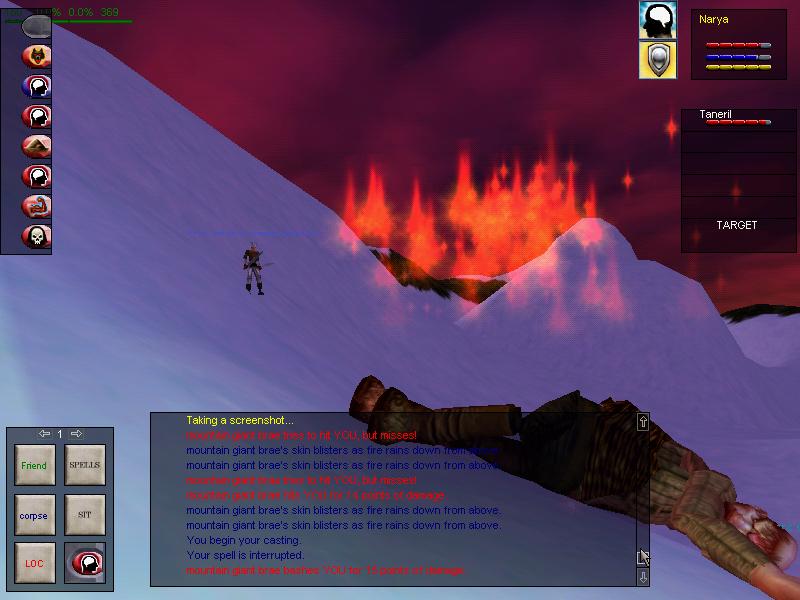 0.0% 369
Narya
Taneril
TARGET
1
Friend
SPELLS
corpse
SIT
LOC
Taking a screenshot...
mountain giant brae tries to hit YOU, but misses!
mountain giant brae's skin blisters as fire rains down from above.
mountain giant brae's skin blisters as fire rains down from above.
mountain giant brae tries to hit YOU, but misses!
mountain giant brae hits YOU for 14 points of damage.
mountain giant brae's skin blisters as fire rains down from above.
mountain giant brae's skin blisters as fire rains down from above.
You begin your casting.
Your spell is interrupted.
mountain giant brae bashes YOU for 15 points of damage.